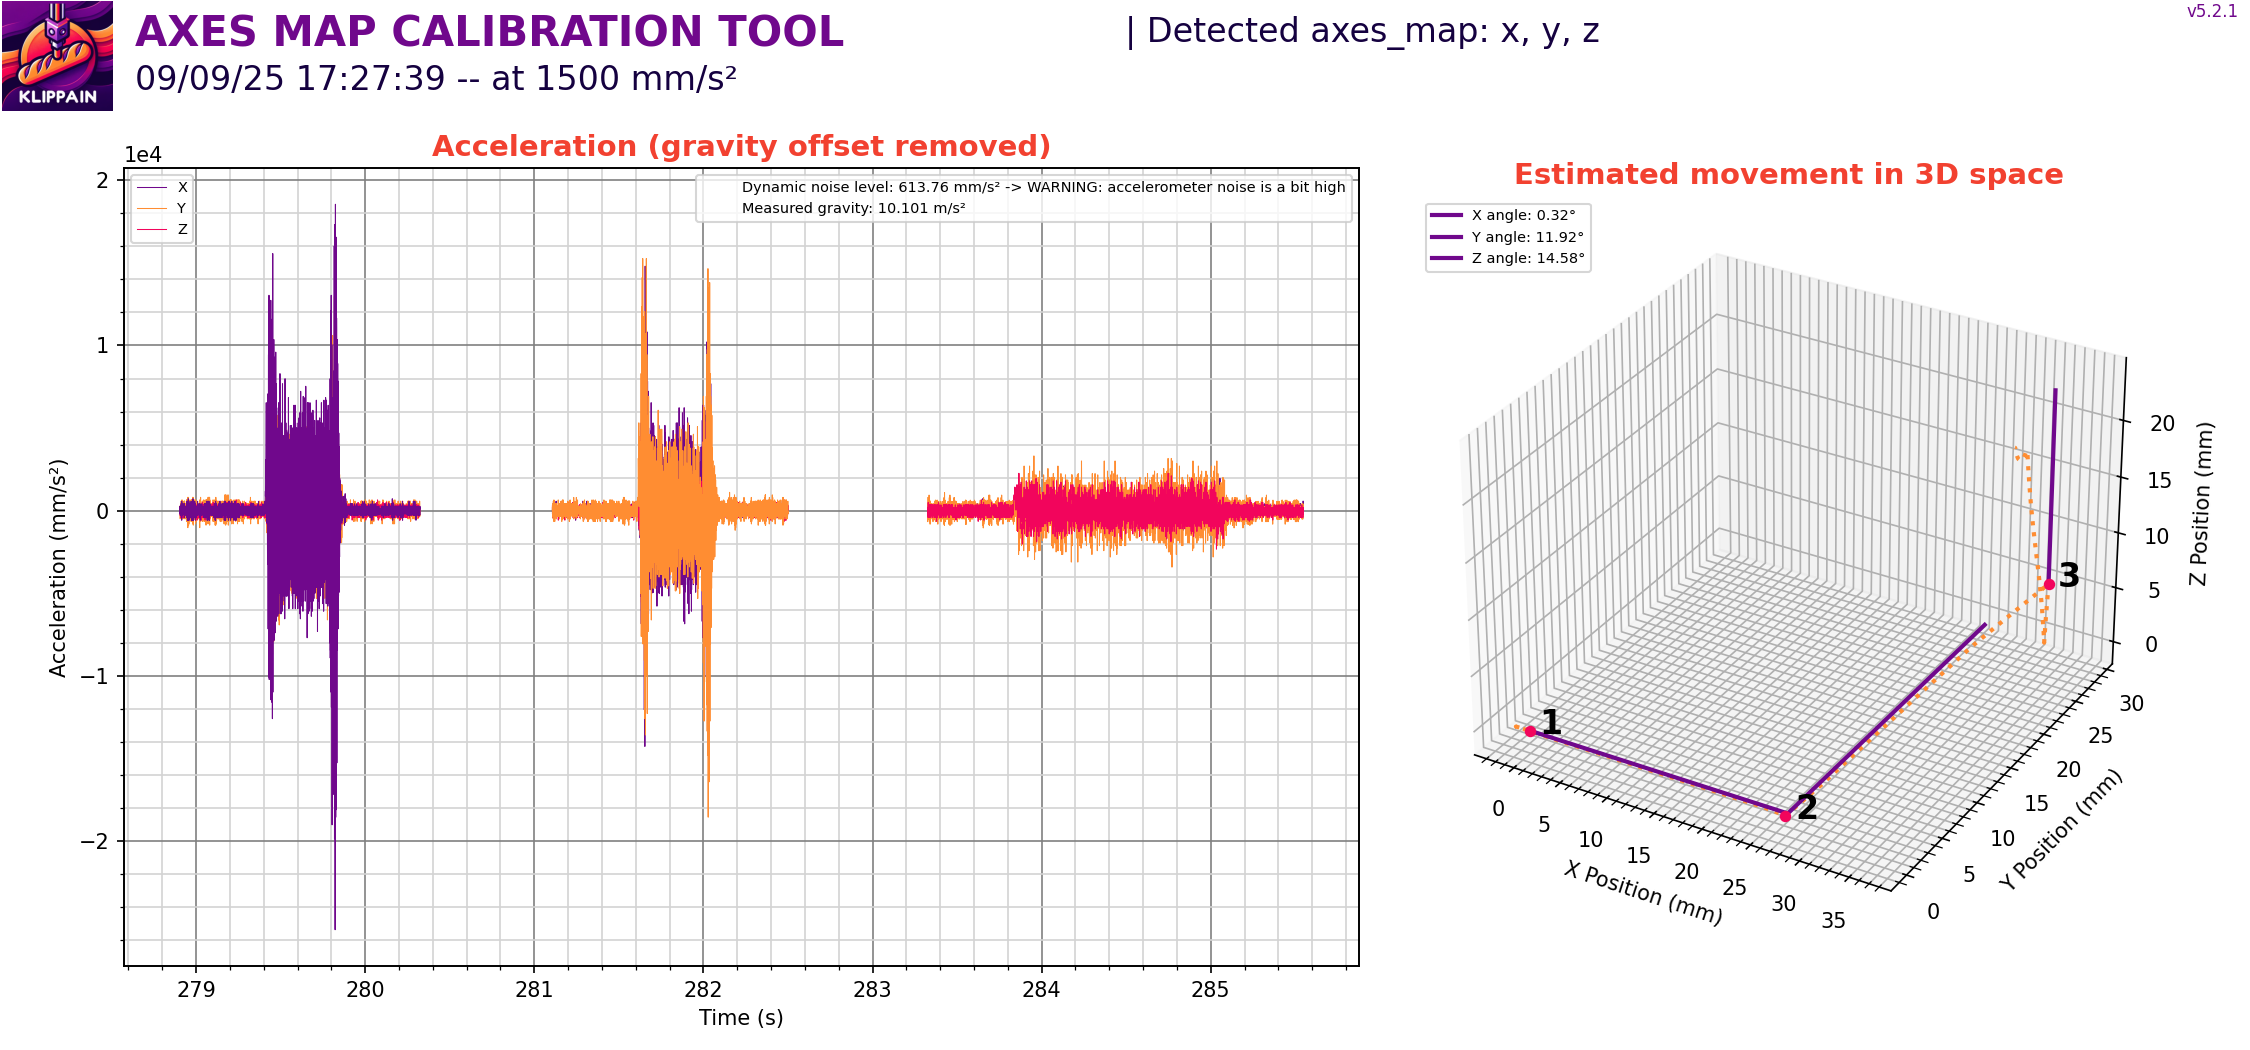 KLIPPAIN
AXES MAP CALIBRATION TOOL
09/09/25 17:27:39 -- at 1500 mm/s²
| Detected axes_map: x, y, z
v5.2.1
Acceleration (gravity offset removed)
1e4
X
Y
Z
Dynamic noise level: 613.76 mm/s² -> WARNING: accelerometer noise is a bit high
Measured gravity: 10.101 m/s²
Acceleration (mm/s²)
2
1
0
−1
−2
279 280 281 282 283 284 285
Time (s)
Estimated movement in 3D space
X angle: 0.32°
Y angle: 11.92°
Z angle: 14.58°
1
2
3
0 5 10 15 20 25 30 35
X Position (mm)
0 5 10 15 20 25 30
Y Position (mm)
0 5 10 15 20
Z Position (mm)